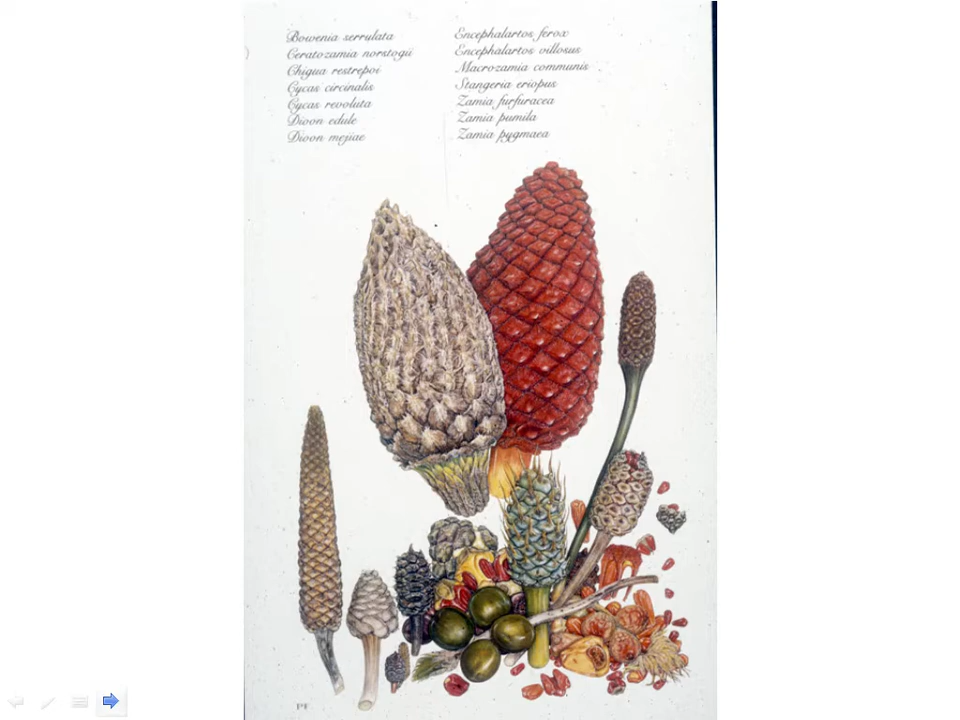 Bowenia serrulata
Ceratozamia norstogii
Chigua restrepoi
Cycas circinalis
Cycas revoluta
Dioon edule
Dioon mejiae
Encephalartos ferox
Encephalartos villosus
Macrozamia communis
Stangeria eriopus
Zamia furfuracea
Zamia pumila
Zamia pygmaea
PF